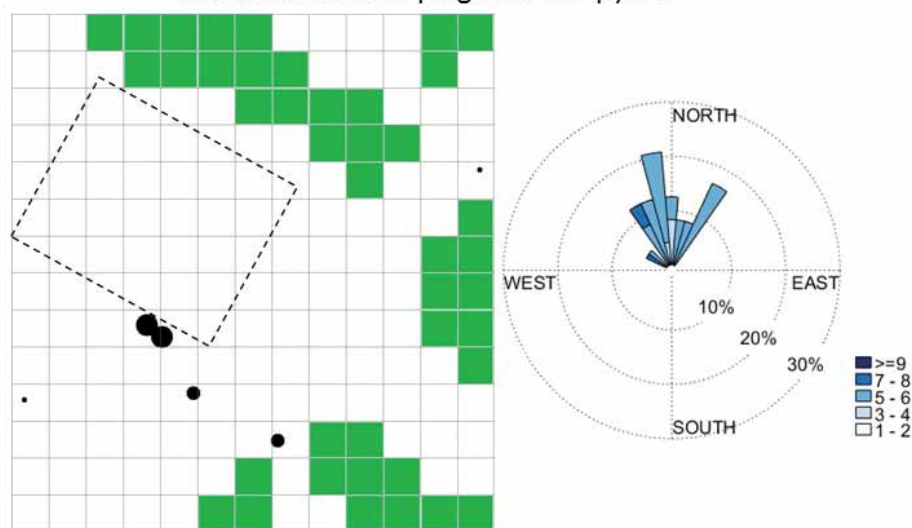 NORTH
WEST
EAST
10%
20%
30%
SOUTH
>=9
7 - 8
5 - 6
3 - 4
1 - 2